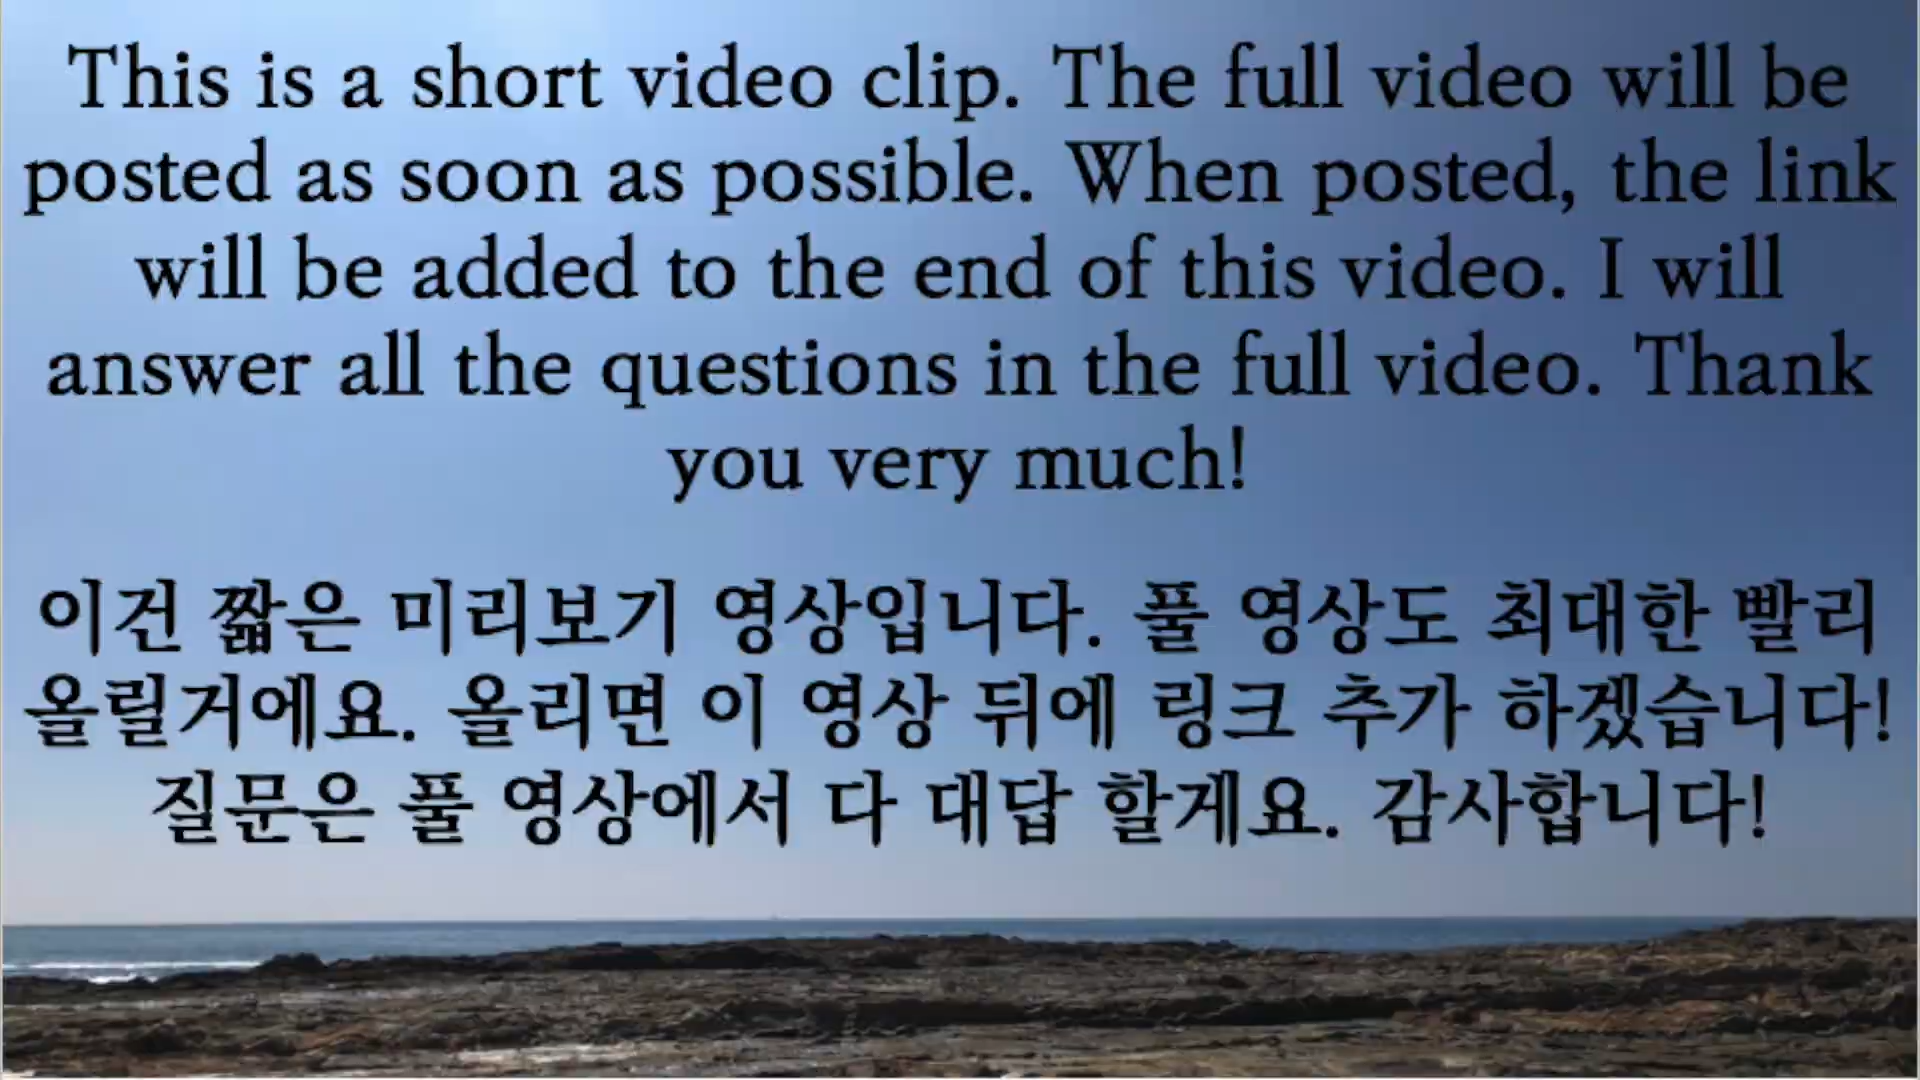 This is a short video clip. The full video will be
posted as soon as possible. When posted, the link
will be added to the end of this video. I will
answer all the questions in the full video. Thank
you very much!
이건 짧은 미리보기 영상입니다. 풀 영상도 최대한 빨리
올릴거에요. 올리면 이 영상 뒤에 링크 추가 하겠습니다!
질문은 풀 영상에서 다 대답 할게요. 감사합니다!